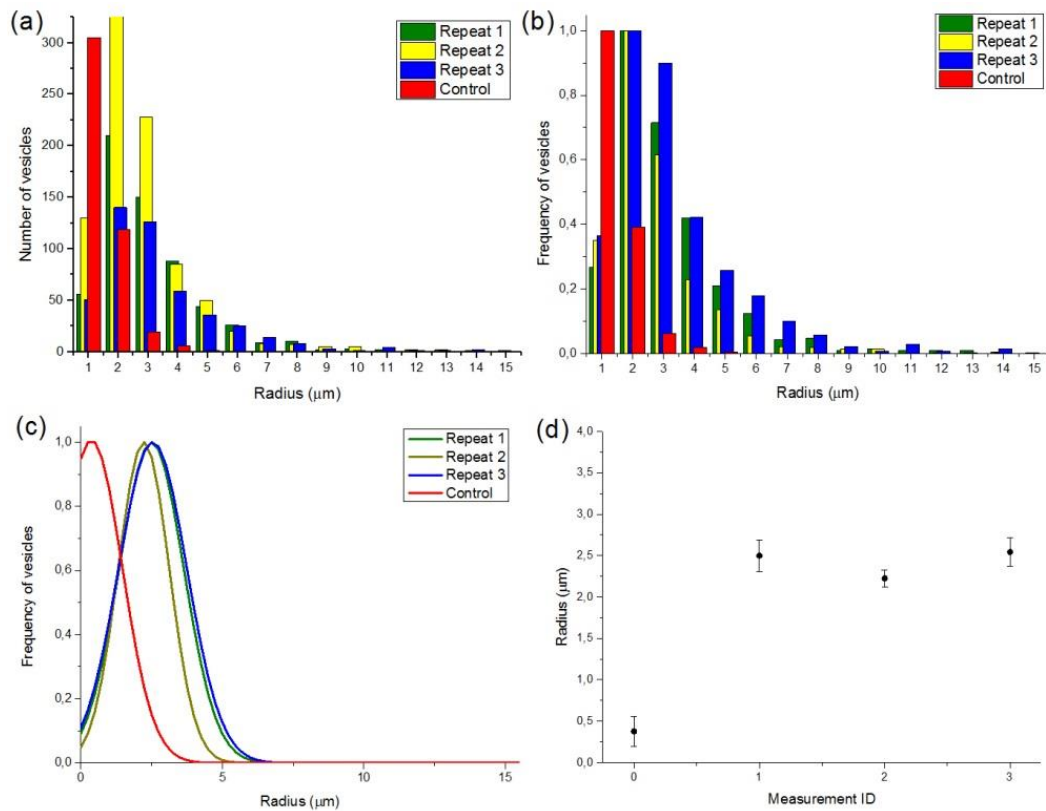 (a)
Repeat 1
Repeat 2
Repeat 3
Control
Number of vesicles
300
250
200
150
100
50
0
1 2 3 4 5 6 7 8 9 10 11 12 13 14 15
Radius (μm)
(b)
Repeat 1
Repeat 2
Repeat 3
Control
Frequency of vesicles
1,0
0,8
0,6
0,4
0,2
0,0
1 2 3 4 5 6 7 8 9 10 11 12 13 14 15
Radius (μm)
(c)
Repeat 1
Repeat 2
Repeat 3
Control
Frequency of vesicles
1,0
0,8
0,6
0,4
0,2
0,0
0 5 10 15
Radius (μm)
(d)
Radius (μm)
4,0
3,5
3,0
2,5
2,0
1,5
1,0
0,5
0,0
0 1 2 3
Measurement ID